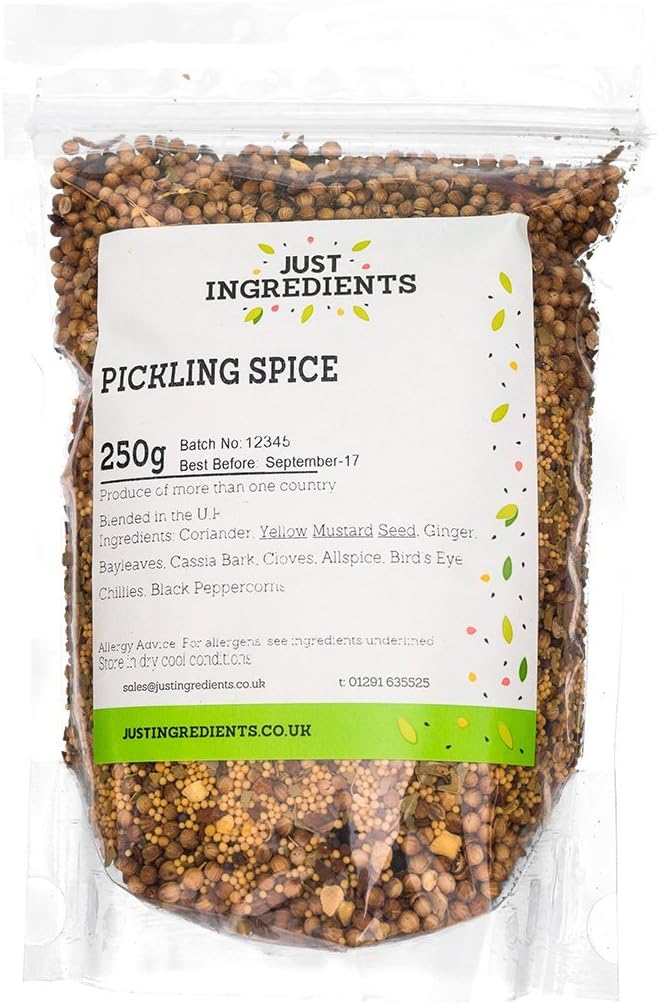 JUST
INGREDIENTS
PICKLING SPICE
250g
Batch No: 12345
Best Before: September-17
Produce of more than one country
Blended in the U.K
Ingredients: Coriander, Yellow Mustard Seed, Ginger,
Bayleaves, Cassia Bark, Cloves, Allspice, Bird's Eye
Chillies, Black Peppercorns
Allergy Advice: For allergens, see ingredients underlined
Store in dry cool conditions
sales@justingredients.co.uk t: 01291 635525
JUSTINGREDIENTS.CO.UK